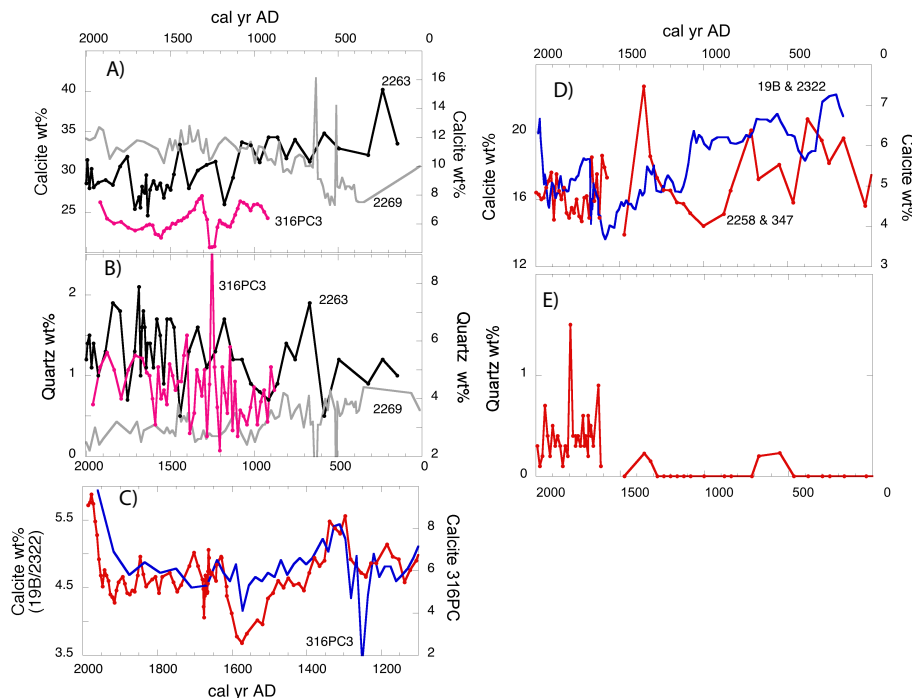 cal yr AD
2000 1500 1000 500 0
A)
2263
40
35
30
25
Calcite wt%
16
14
12
10
8
6
Calcite wt%
2269
316PC3
B)
316PC3
2263
2
1
0
Quartz wt%
8
6
4
2
Quartz wt%
2269
2000 1500 1000 500 0
C)
5.5
4.5
3.5
Calcite wt%
(19B/2322)
8
6
4
2
Calcite 316PC
316PC3
2000 1800 1600 1400 1200
cal yr AD
cal yr AD
2000 1500 1000 500 0
D)
19B & 2322
20
16
12
Calcite wt%
7
6
5
4
3
Calcite wt%
2258 & 347
E)
1
0
Quartz wt%
2000 1500 1000 500 0